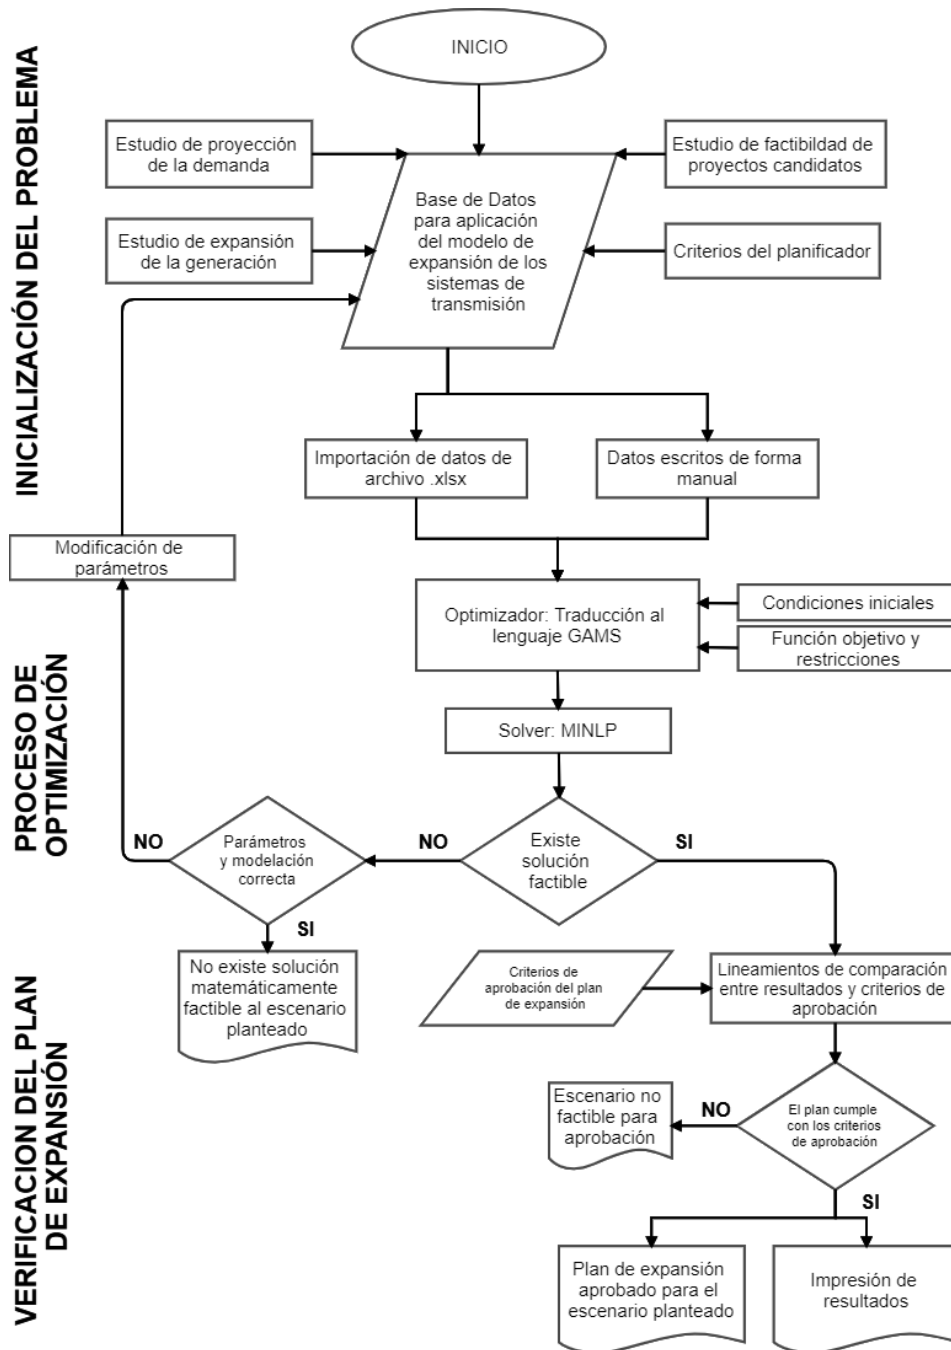 INICIALIZACIÓN DEL PROBLEMA
INICIO
Estudio de proyección
de la demanda
Estudio de factibildad de
proyectos candidatos
Base de Datos
para aplicación
del modelo de
expansión de los
sistemas de
transmisión
Estudio de expansión
de la generación
Criterios del planificador
Importación de datos de
archivo .xlsx
Datos escritos de forma
manual
Modificación de
parámetros
PROCESO DE
OPTIMIZACIÓN
Optimizador: Traducción al
lenguaje GAMS
Condiciones iniciales
Función objetivo y
restricciones
Solver: MINLP
NO
Parámetros
y modelación
correcta
NO
Existe
solución
factible
SI
SI
VERIFICACION DEL PLAN
DE EXPANSIÓN
No existe solución
matemáticamente
factible al escenario
planteado
Criterios de
aprobación del plan
de expansión
Lineamientos de comparación
entre resultados y criterios de
aprobación
Escenario no
factible para
aprobación
NO
El plan cumple
con los criterios
de aprobación
SI
Plan de expansión
aprobado para el
escenario planteado
Impresión de
resultados